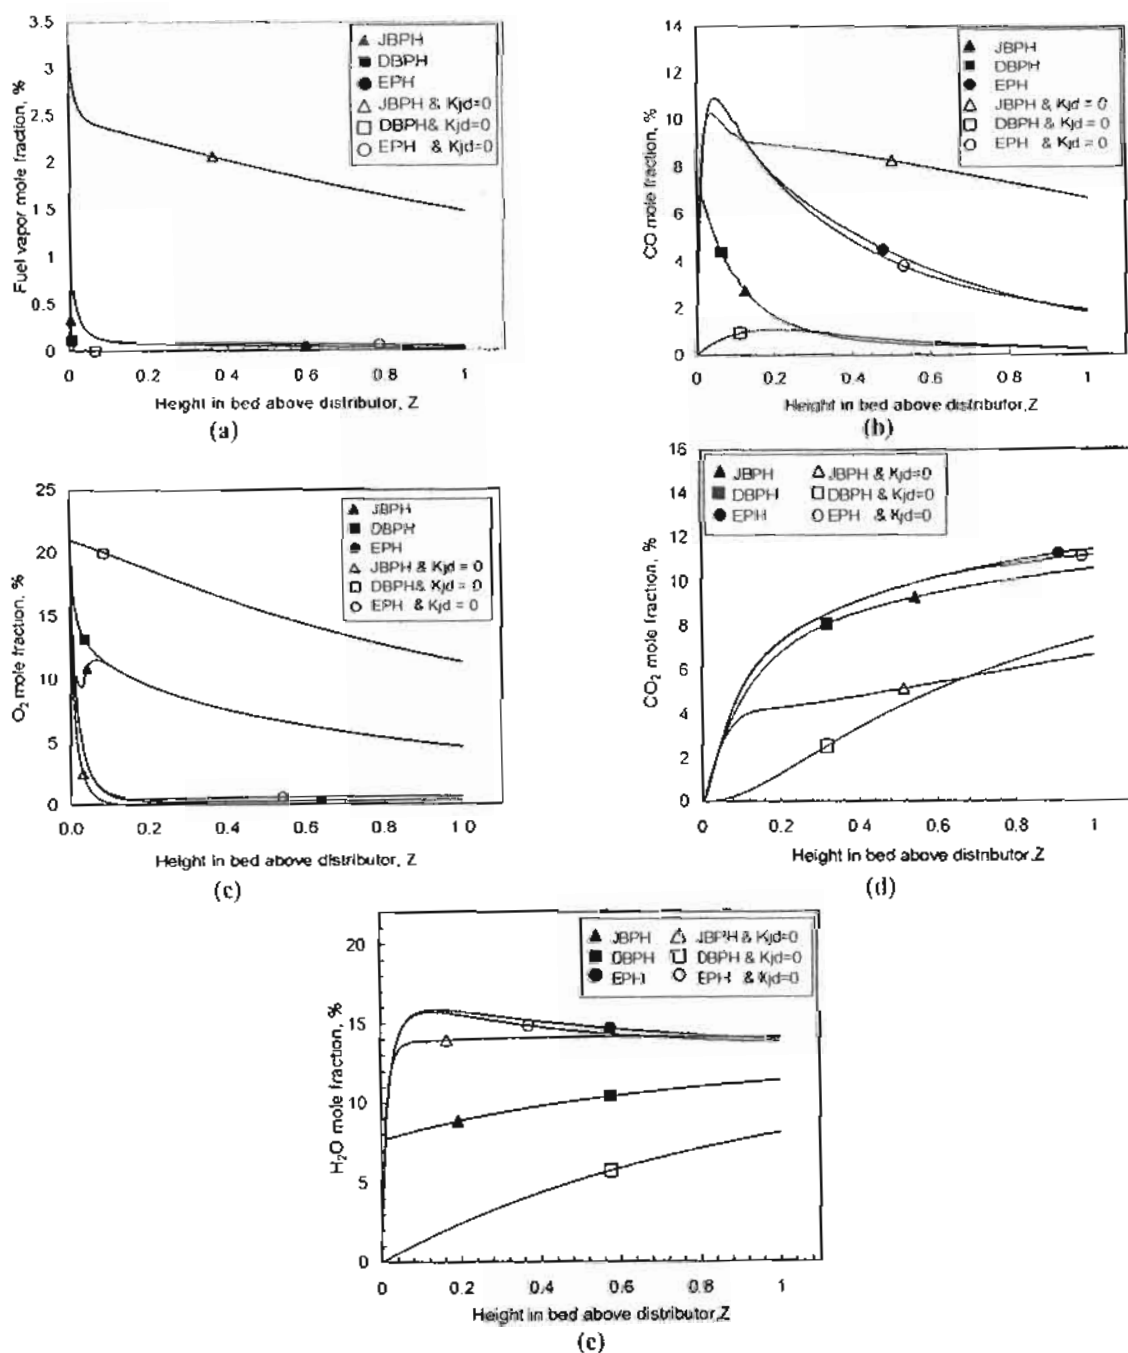 3.5
3
2.5
2
1.5
1
0.5
0
Fuel vapor mole fraction, %
JBPH
DBPH
EPH
JBPH & Kjd=0
DBPH& Kjd=0
EPH & Kjd=0
0 0.2 0.4 0.6 0.8 1
Height in bed above distributor, Z
(a)
14
12
10
8
6
4
2
0
CO mole fraction, %
JBPH
DBPH
EPH
JBPH & Kjd = 0
DBPH & Kjd = 0
EPH & Kjd = 0
0 0.2 0.4 0.6 0.8 1
Height in bed above distributor,Z
(b)
25
20
15
10
5
0
O2 mole fraction, %
JBPH
DBPH
EPH
JBPH & Kjd = 0
DBPH& Kjd = 0
EPH & Kjd = 0
0.0 0.2 0.4 0.6 0.8 1.0
Height in bed above distributor, Z
(c)
16
14
12
10
8
6
4
2
0
CO2 mole fraction, %
JBPH JBPH & Kjd=0
DBPH DBPH & Kjd=0
EPH EPH & Kjd=0
0 0.2 0.4 0.6 0.8 1
Height in bed above distributor,Z
(d)
20
15
10
5
0
H2O mole fraction, %
JBPH JBPH & Kjd=0
DBPH DBPH & Kjd=0
EPH EPH & Kjd=0
0 0.2 0.4 0.6 0.8 1
Height in bed above distributor,Z
(e)